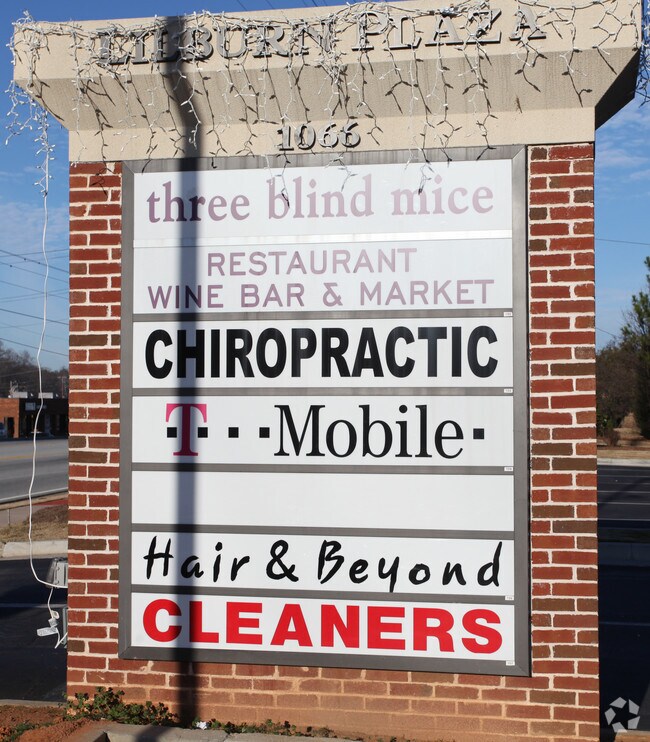 LILBURN PLAZA
1066
three blind mice
RESTAURANT
WINE BAR & MARKET
CHIROPRACTIC
T··Mobile·
Hair & Beyond
CLEANERS